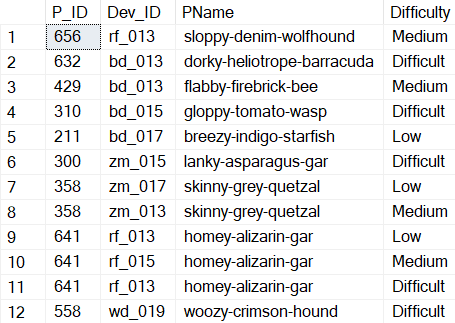 P_ID Dev_ID PName Difficulty
1 656 rf_013 sloppy-denim-wolfhound Medium
2 632 bd_013 dorky-heliotrope-barracuda Difficult
3 429 bd_013 flabby-firebrick-bee Medium
4 310 bd_015 gloppy-tomato-wasp Difficult
5 211 bd_017 breezy-indigo-starfish Low
6 300 zm_015 lanky-asparagus-gar Difficult
7 358 zm_017 skinny-grey-quetzal Low
8 358 zm_013 skinny-grey-quetzal Medium
9 641 rf_013 homey-alizarin-gar Low
10 641 rf_015 homey-alizarin-gar Medium
11 641 rf_013 homey-alizarin-gar Difficult
12 558 wd_019 woozy-crimson-hound Difficult